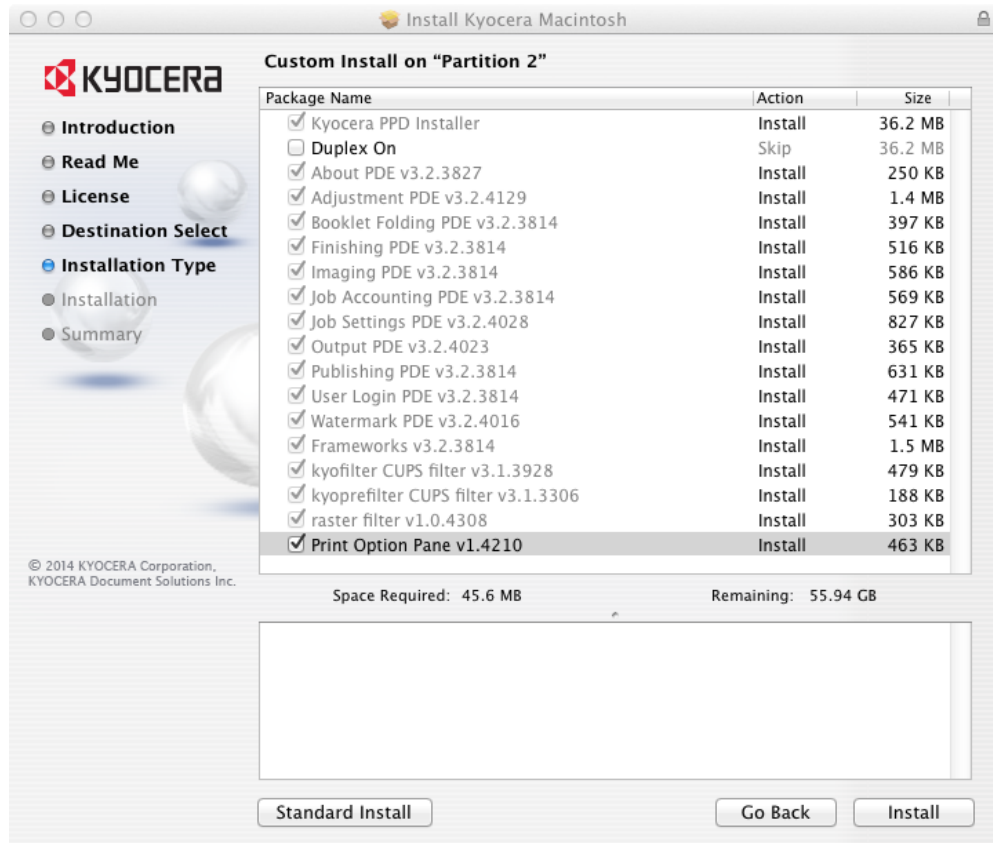 Install Kyocera Macintosh
KYOCERA
Custom Install on “Partition 2”
Introduction
Read Me
License
Destination Select
Installation Type
Installation
Summary
Package Name Action Size
Kyocera PPD Installer Install 36.2 MB
Duplex On Skip 36.2 MB
About PDE v3.2.3827 Install 250 KB
Adjustment PDE v3.2.4129 Install 1.4 MB
Booklet Folding PDE v3.2.3814 Install 397 KB
Finishing PDE v3.2.3814 Install 516 KB
Imaging PDE v3.2.3814 Install 586 KB
Job Accounting PDE v3.2.3814 Install 569 KB
Job Settings PDE v3.2.4028 Install 827 KB
Output PDE v3.2.4023 Install 365 KB
Publishing PDE v3.2.3814 Install 631 KB
User Login PDE v3.2.3814 Install 471 KB
Watermark PDE v3.2.4016 Install 541 KB
Frameworks v3.2.3814 Install 1.5 MB
kyofilter CUPS filter v3.1.3928 Install 479 KB
kyoprefilter CUPS filter v3.1.3306 Install 188 KB
raster filter v1.0.4308 Install 303 KB
Print Option Pane v1.4210 Install 463 KB
© 2014 KYOCERA Corporation,
KYOCERA Document Solutions Inc.
Space Required: 45.6 MB Remaining: 55.94 GB
Standard Install Go Back Install